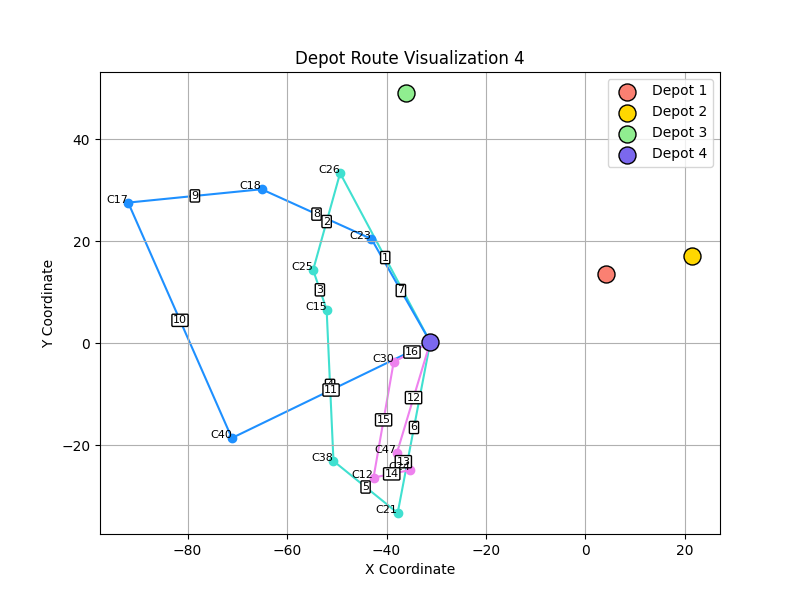 Depot Route Visualization 4
Depot 1
Depot 2
Depot 3
Depot 4
40
20
0
−20
−80
−60
−40
−20
0
20
X Coordinate
Y Coordinate
C26
C17
9
C18
8
2
C23
1
C25
3
7
C15
10
16
C30
11
12
15
6
C40
C47
C38
13
14
C12
5
C21